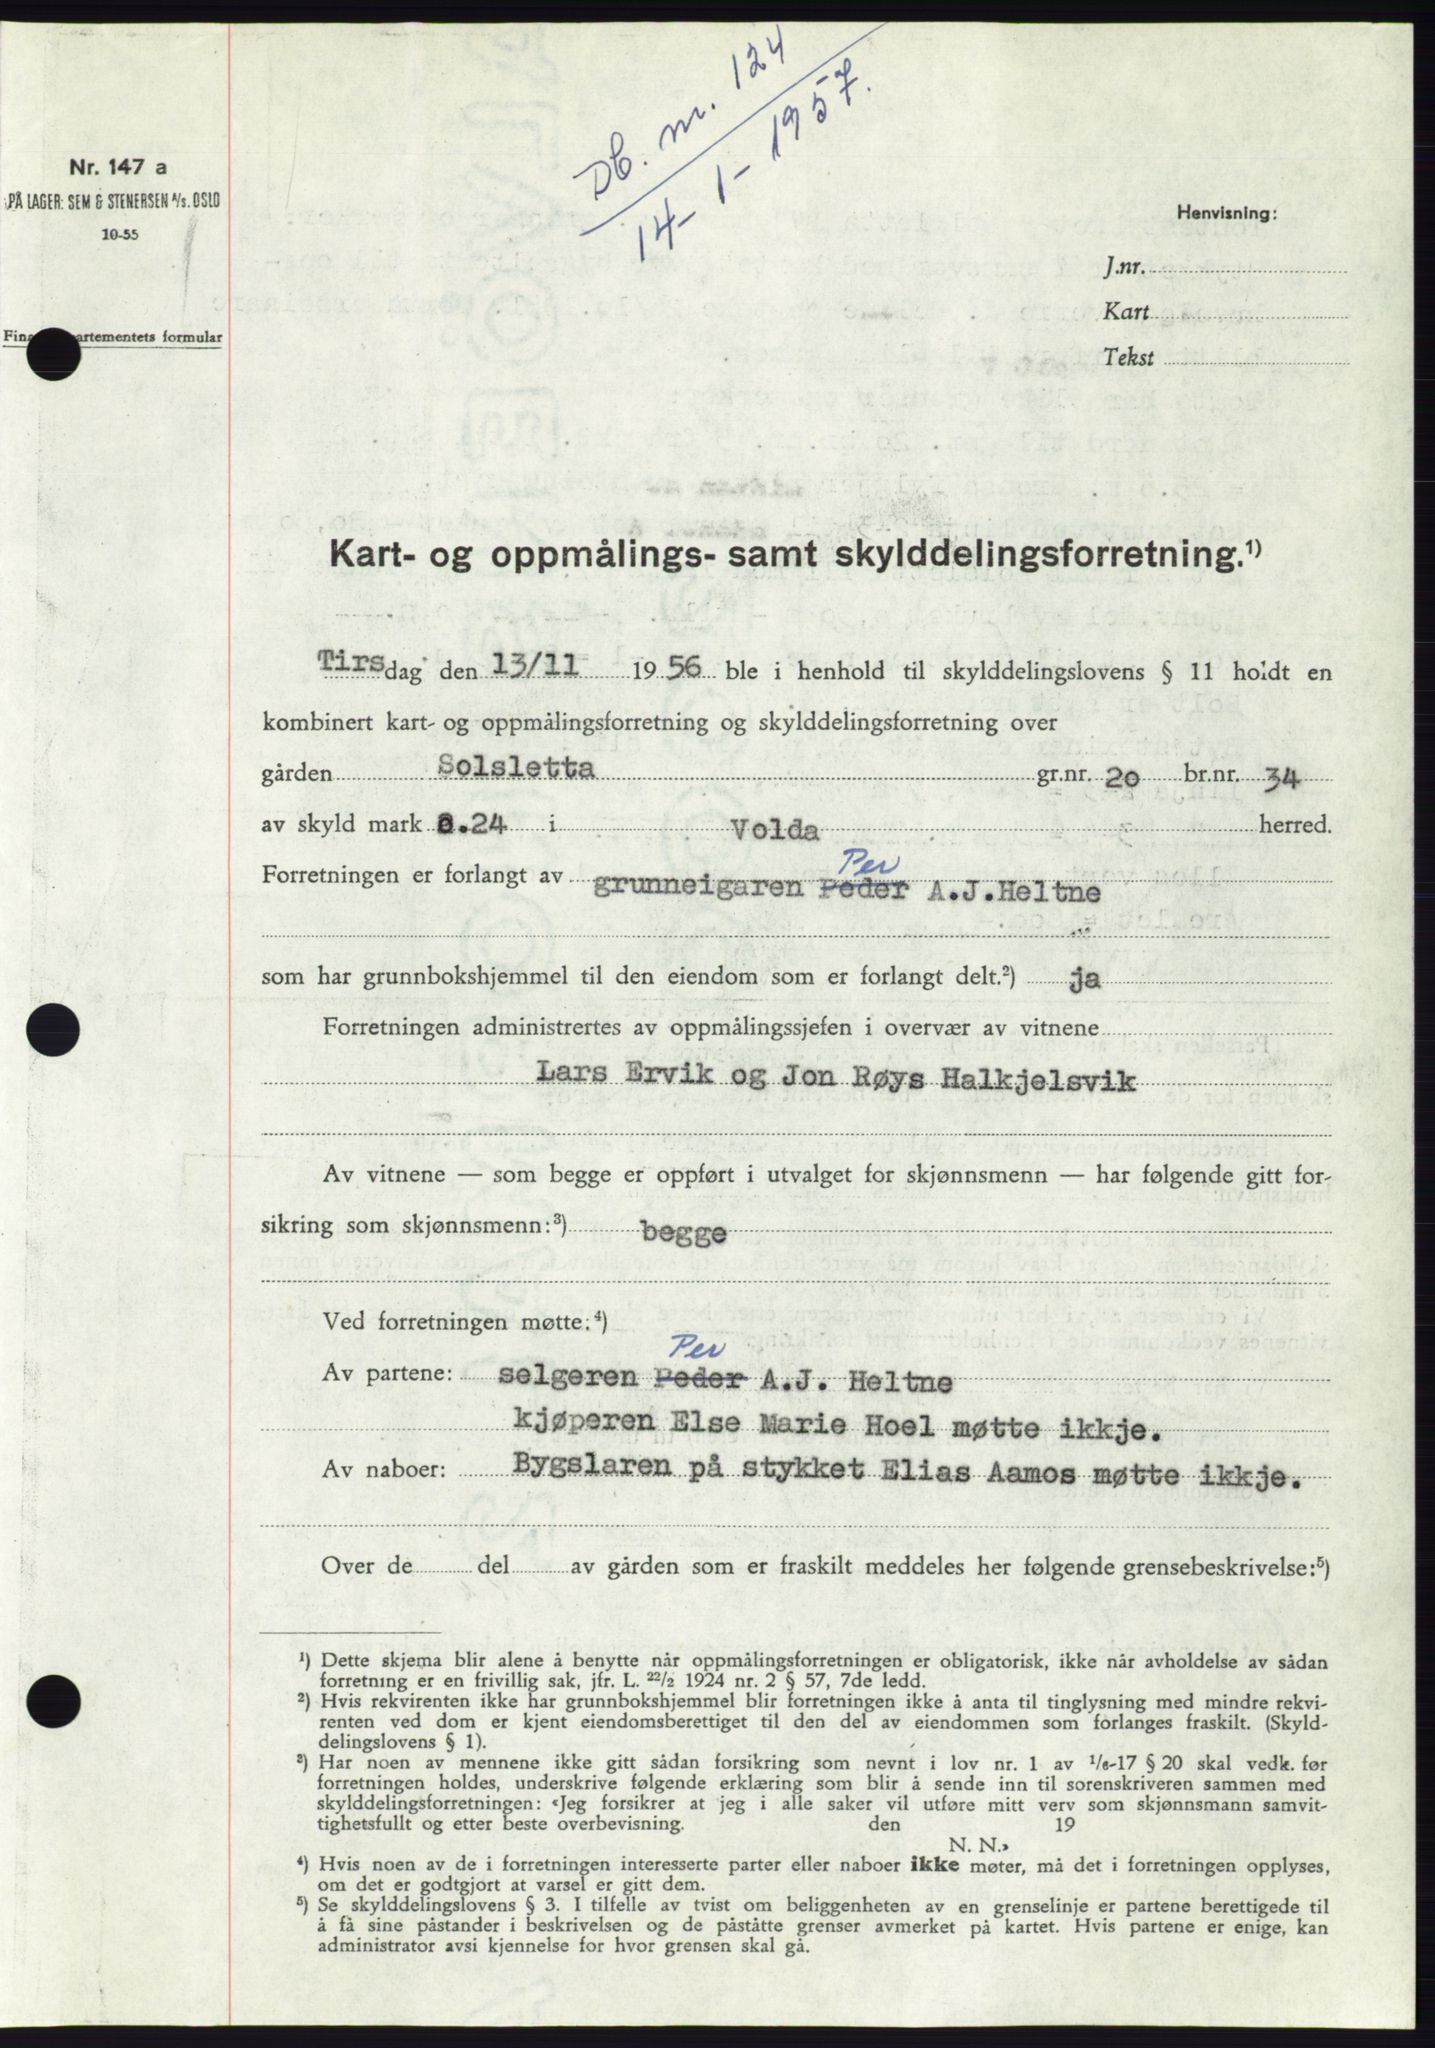 Db. nr. 124
14-1-1957.
Nr. 147 a
PÅ LAGER: SEM & STENERSEN A/S. OSLO
10-55
Henvisning:
J.nr.
Kart
Tekst
Finansdepartementets formular
Kart- og oppmålings- samt skylddelingsforretning.¹)
Tirsdag den 13/11 1956 ble i henhold til skylddelingslovens § 11 holdt en
kombinert kart- og oppmålingsforretning og skylddelingsforretning over
gården Solsletta gr.nr. 20 br.nr. 34
av skyld mark 0.24 i Volda herred.
Per
Forretningen er forlangt av grunneigaren Peder A.J.Heltne
som har grunnbokshjemmel til den eiendom som er forlangt delt.²) ja
Forretningen administrertes av oppmålingssjefen i overvær av vitnene
Lars Ervik og Jon Røys Halkjelsvik
Av vitnene — som begge er oppført i utvalget for skjønnsmenn — har følgende gitt for-
sikring som skjønnsmenn:³) begge
Ved forretningen møtte:⁴)
Per
Av partene: selgeren Peder A.J. Heltne
kjøperen Else Marie Hoel møtte ikkje.
Av naboer: Bygslaren på stykket Elias Aamos møtte ikkje.
Over de del av gården som er fraskilt meddeles her følgende grensebeskrivelse:⁵)
¹) Dette skjema blir alene å benytte når oppmålingsforretningen er obligatorisk, ikke når avholdelse av sådan
forretning er en frivillig sak, jfr. L. 22/2 1924 nr. 2 § 57, 7de ledd.
²) Hvis rekvirenten ikke har grunnbokshjemmel blir forretningen ikke å anta til tinglysning med mindre rekvi-
renten ved dom er kjent eiendomsberettiget til den del av eiendommen som forlanges fraskilt. (Skyld-
delingslovens § 1).
³) Har noen av mennene ikke gitt sådan forsikring som nevnt i lov nr. 1 av 1/6-17 § 20 skal vedk. før
forretningen holdes, underskrive følgende erklæring som blir å sende inn til sorenskriveren sammen med
skylddelingsforretningen: «Jeg forsikrer at jeg i alle saker vil utføre mitt verv som skjønnsmann samvit-
tighetsfullt og etter beste overbevisning. den 19
N. N.»
⁴) Hvis noen av de i forretningen interesserte parter eller naboer ikke møter, må det i forretningen opplyses,
om det er godtgjort at varsel er gitt dem.
⁵) Se skylddelingslovens § 3. I tilfelle av tvist om beliggenheten av en grenselinje er partene berettigede til
å få sine påstander i beskrivelsen og de påståtte grenser avmerket på kartet. Hvis partene er enige, kan
administrator avsi kjennelse for hvor grensen skal gå.